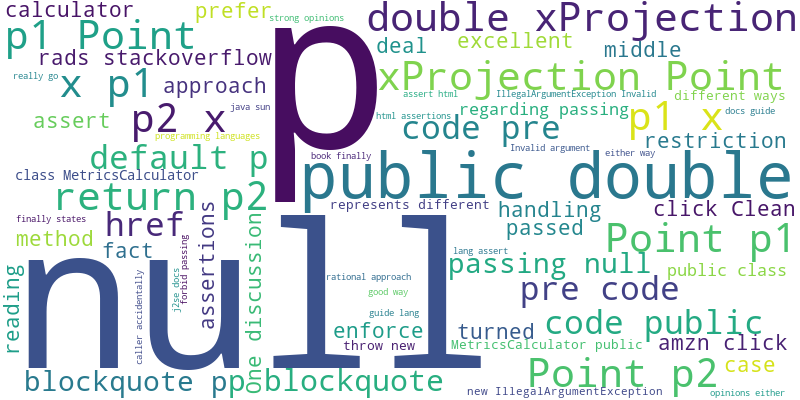 calculator
prefer
strong opinions
double xProjection
p1 Point
p
deal
excellent
middle
rads stackoverflow
really go
x p1
approach
xProjection Point
assert html
IllegalArgumentException Invalid
different ways
java sun
assert
p2 x
programming languages
html assertions
regarding passing
docs guide
code pre
p1 x
restriction
default p
book finally
Invalid argument
either way
class MetricsCalculator
public double
return p2
represents different
handling
click Clean
finally states
href
passed
method
fact
assertions
One discussion
null
lang assert
Point p1
reading
caller accidentally
j2se docs
forbid passing
rational approach
passing null
public class
good way
pre code
guide lang
enforce
turned
code public
throw new
MetricsCalculator public
amzn click
blockquote p
p blockquote
Point p2
case
new IllegalArgumentException
opinions either